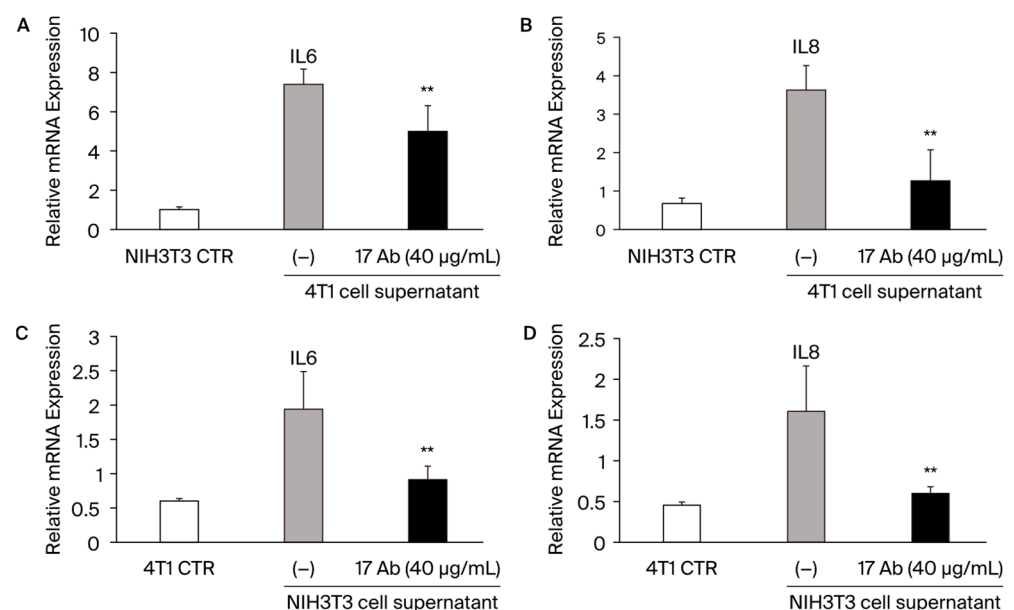 A
Relative mRNA Expression
10
8
6
4
2
0
IL6
**
NIH3T3 CTR
(–)
17 Ab (40 µg/mL)
4T1 cell supernatant
B
Relative mRNA Expression
5
4
3
2
1
0
IL8
**
NIH3T3 CTR
(–)
17 Ab (40 µg/mL)
4T1 cell supernatant
C
Relative mRNA Expression
3
2.5
2
1.5
1
0.5
0
IL6
**
4T1 CTR
(–)
17 Ab (40 µg/mL)
NIH3T3 cell supernatant
D
Relative mRNA Expression
2.5
2
1.5
1
0.5
0
IL8
**
4T1 CTR
(–)
17 Ab (40 µg/mL)
NIH3T3 cell supernatant